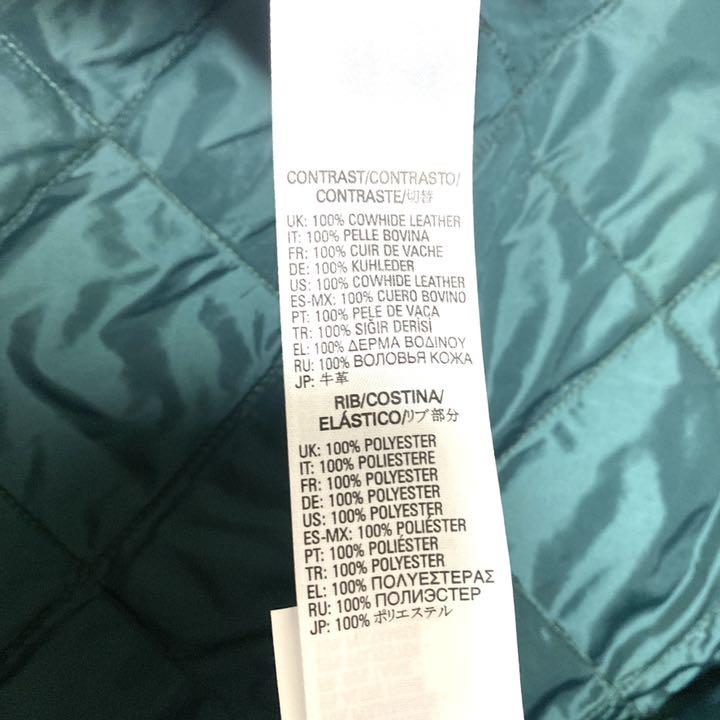 CONTRAST/CONTRASTO/
CONTRASTE/切替
UK: 100% COWHIDE LEATHER
IT: 100% PELLE BOVINA
FR: 100% CUIR DE VACHE
DE: 100% KUHLEDER
US: 100% COWHIDE LEATHER
ES-MX: 100% CUERO BOVINO
PT: 100% PELE DE VACA
TR: 100% SIĞIR DERİSİ
EL: 100% ΔΕΡΜΑ ΒΟΔΙΝΟΥ
RU: 100% ВОЛОВЬЯ КОЖА
JP: 牛革
RIB/COSTINA/
ELÁSTICO/リブ部分
UK: 100% POLYESTER
IT: 100% POLIESTERE
FR: 100% POLYESTER
DE: 100% POLYESTER
US: 100% POLYESTER
ES-MX: 100% POLIÉSTER
PT: 100% POLIÉSTER
TR: 100% POLYESTER
EL: 100% ΠΟΛΥΕΣΤΕΡΑΣ
RU: 100% ПОЛИЭСТЕР
JP: 100% ポリエステル